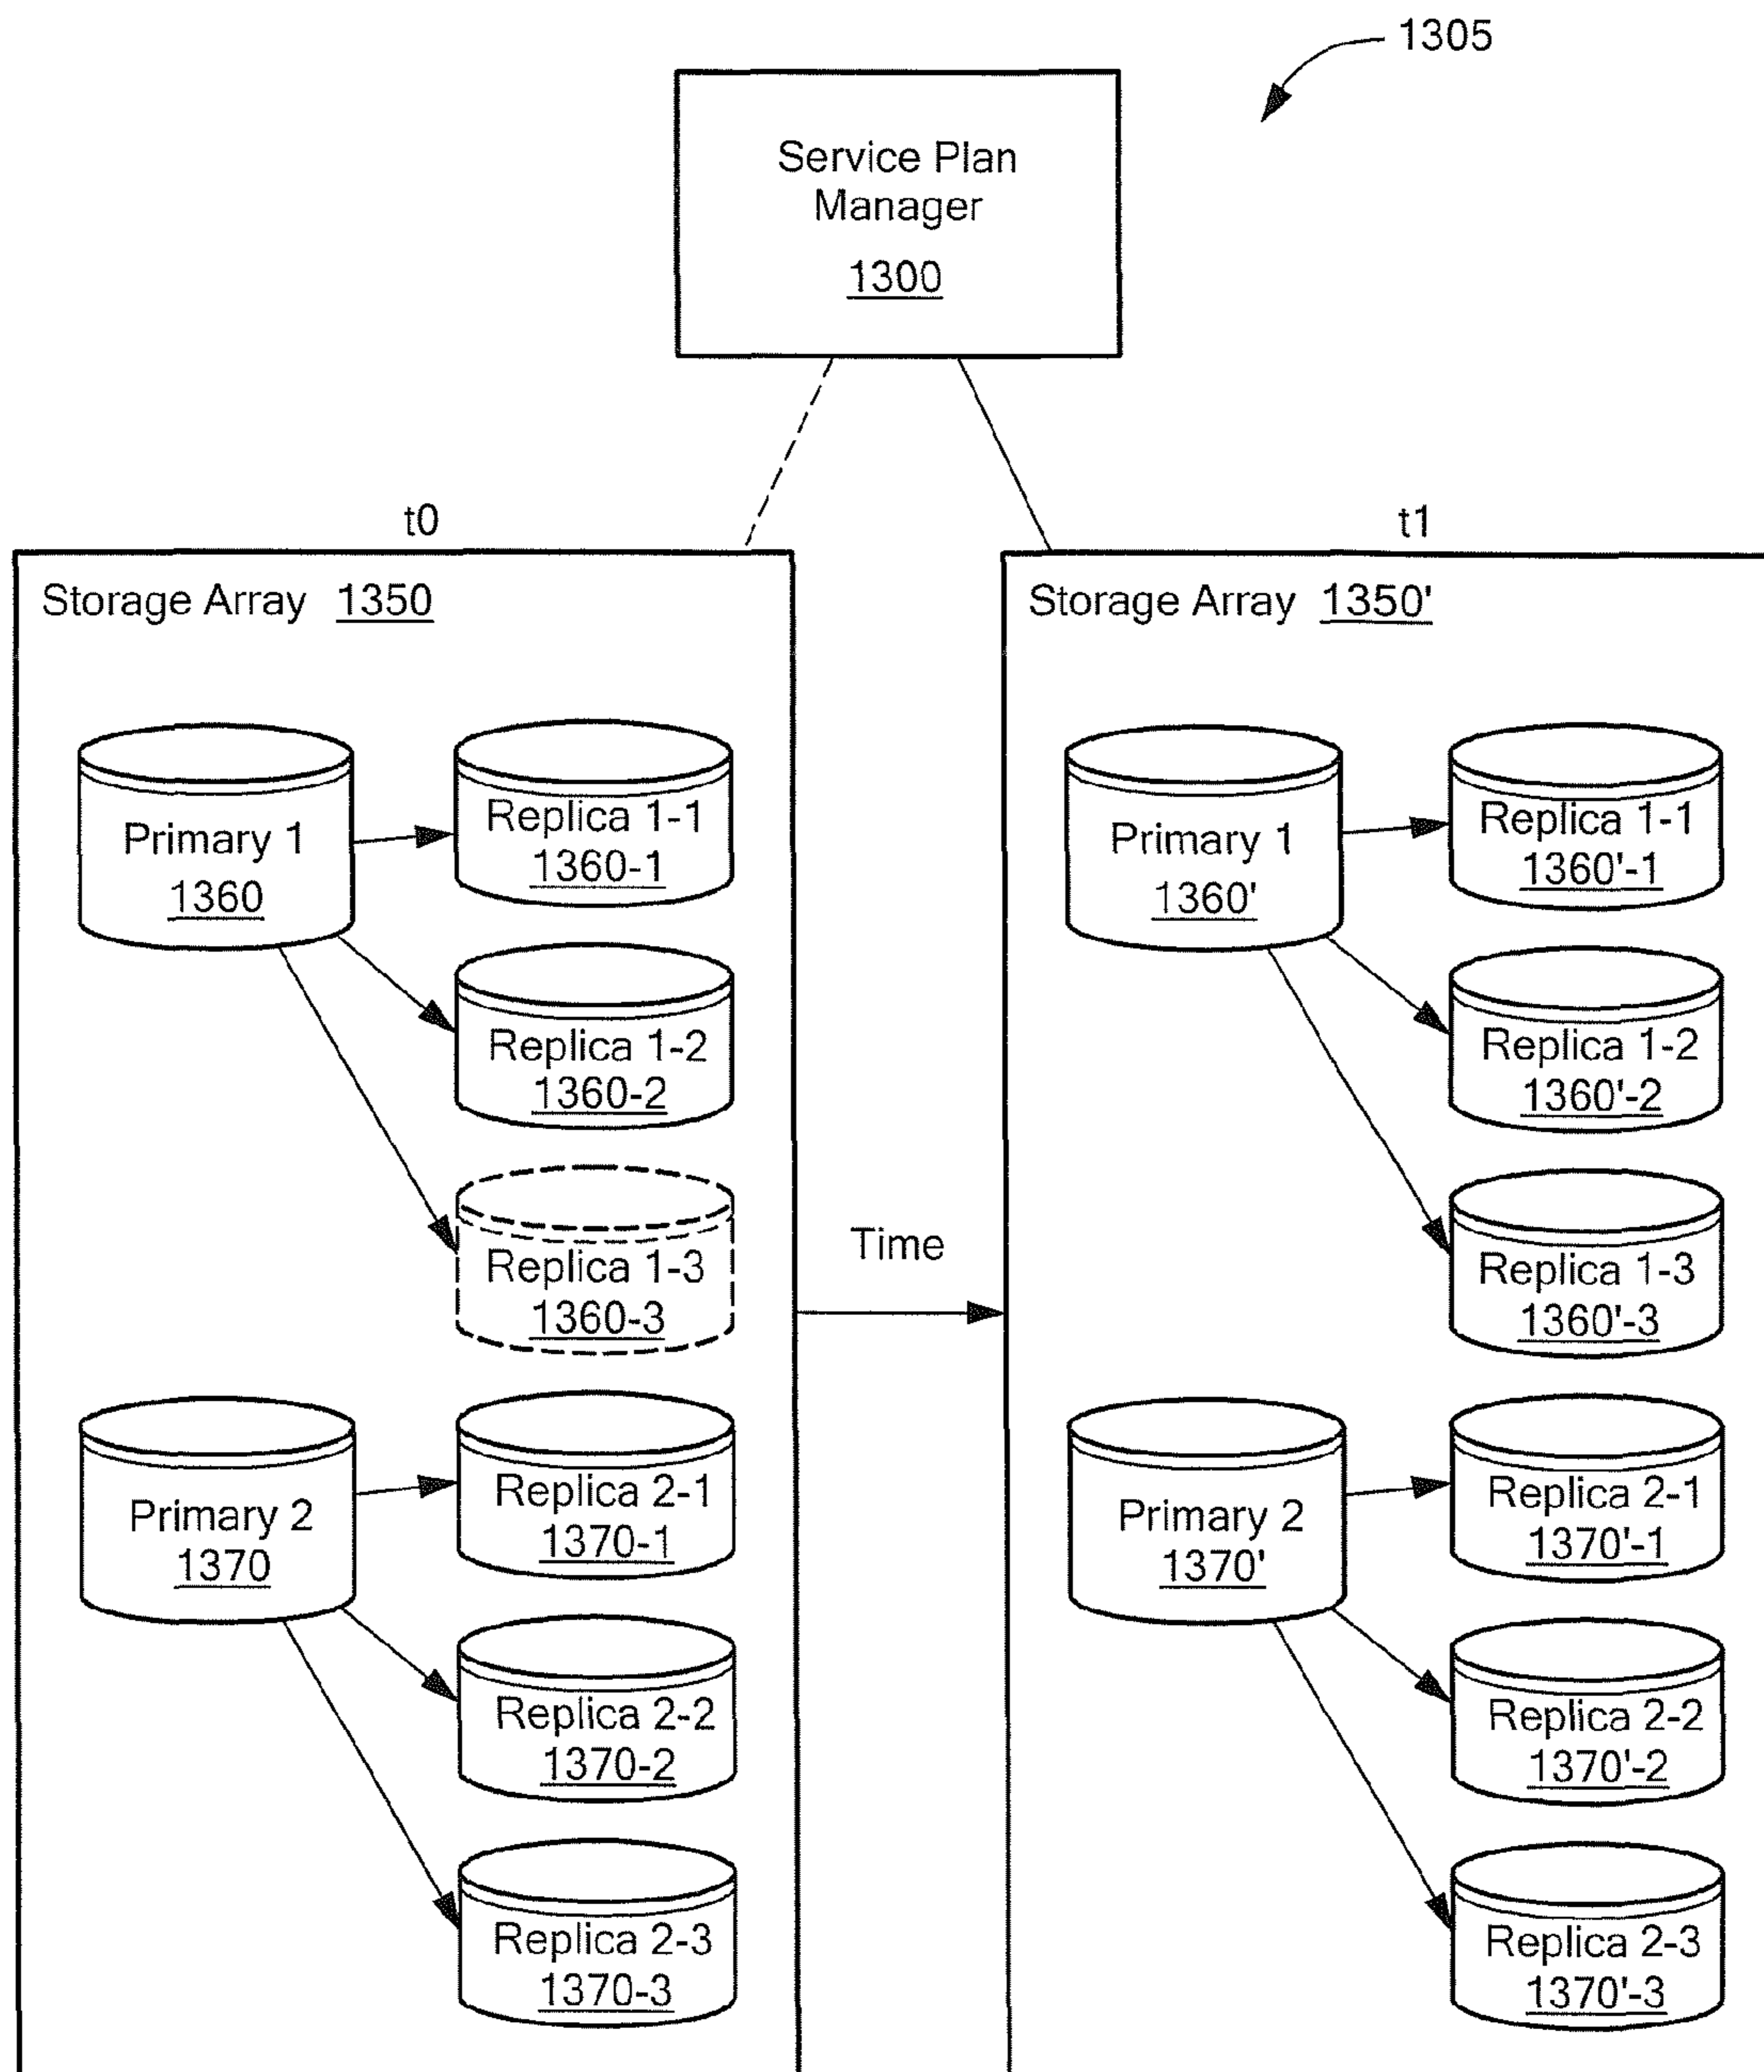 1305
Service Plan
Manager
1300
t0
t1
Storage Array 1350
Storage Array 1350'
Primary 1
1360
Replica 1-1
1360-1
Replica 1-2
1360-2
Replica 1-3
1360-3
Primary 2
1370
Replica 2-1
1370-1
Replica 2-2
1370-2
Replica 2-3
1370-3
Time
Primary 1
1360'
Replica 1-1
1360'-1
Replica 1-2
1360'-2
Replica 1-3
1360'-3
Primary 2
1370'
Replica 2-1
1370'-1
Replica 2-2
1370'-2
Replica 2-3
1370'-3